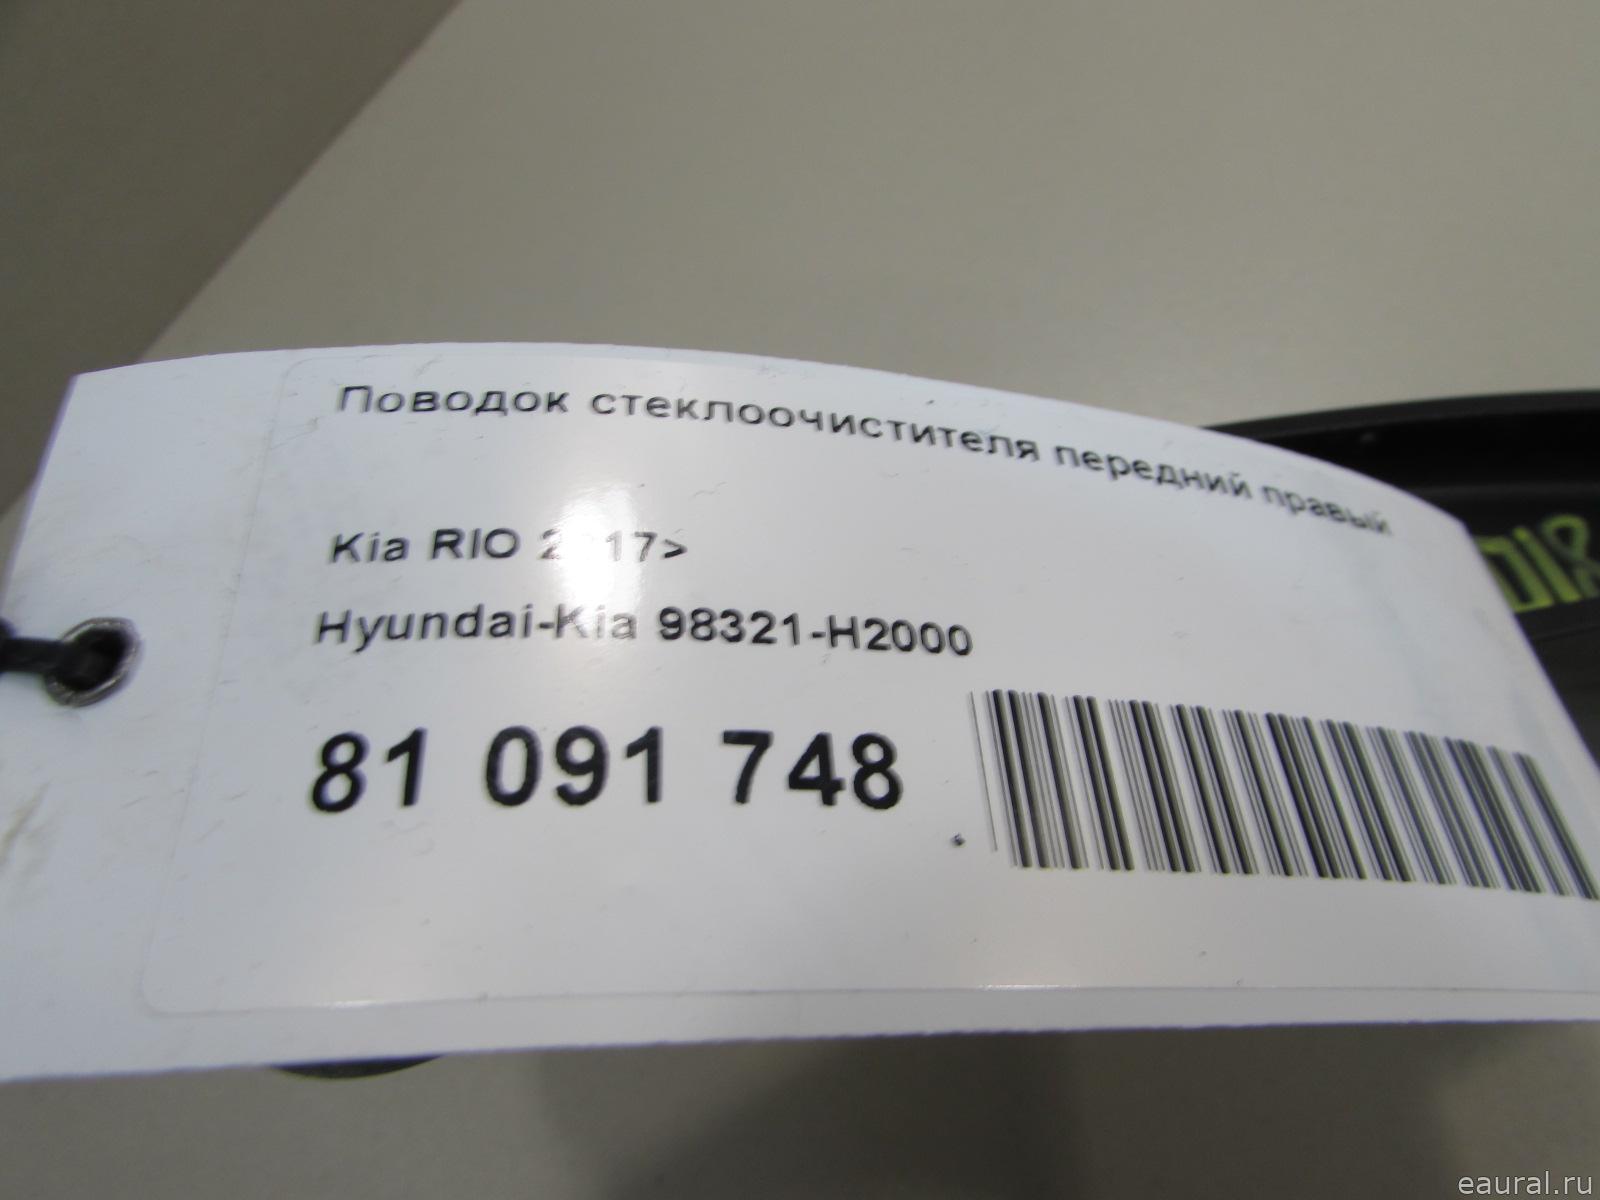 Поводок стеклоочистителя передний правый
Kia RIO 2017>
Hyundai-Kia 98321-H2000
81 091 748
eaural.ru